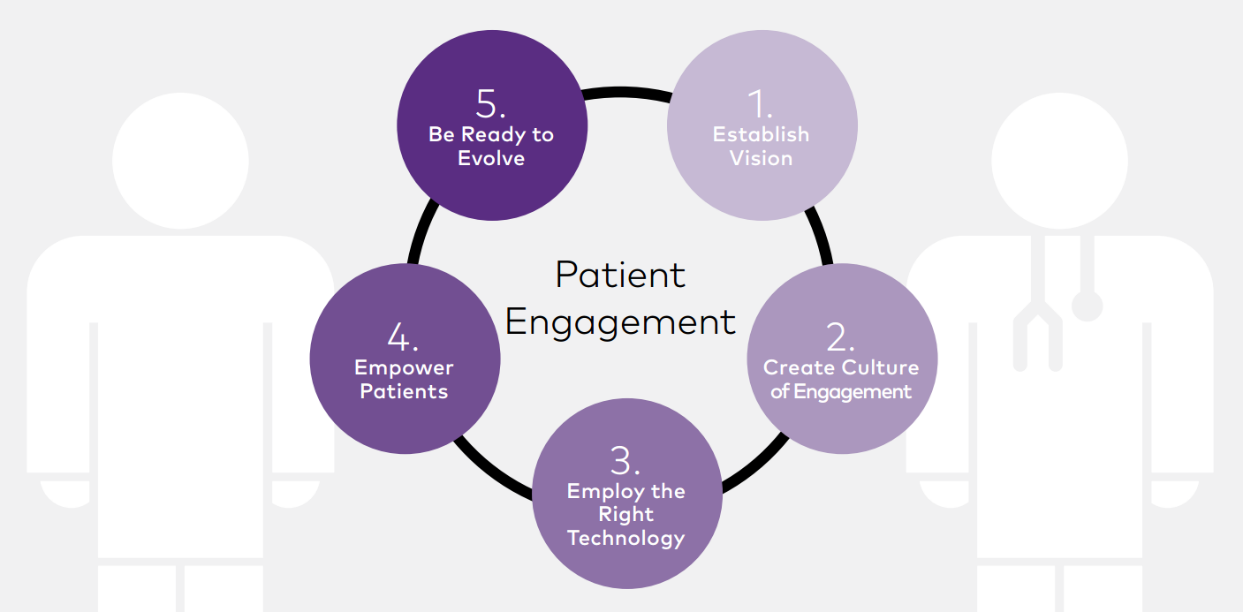 Patient
Engagement
1.
Establish
Vision
2.
Create Culture
of Engagement
3.
Employ the
Right
Technology
4.
Empower
Patients
5.
Be Ready to
Evolve